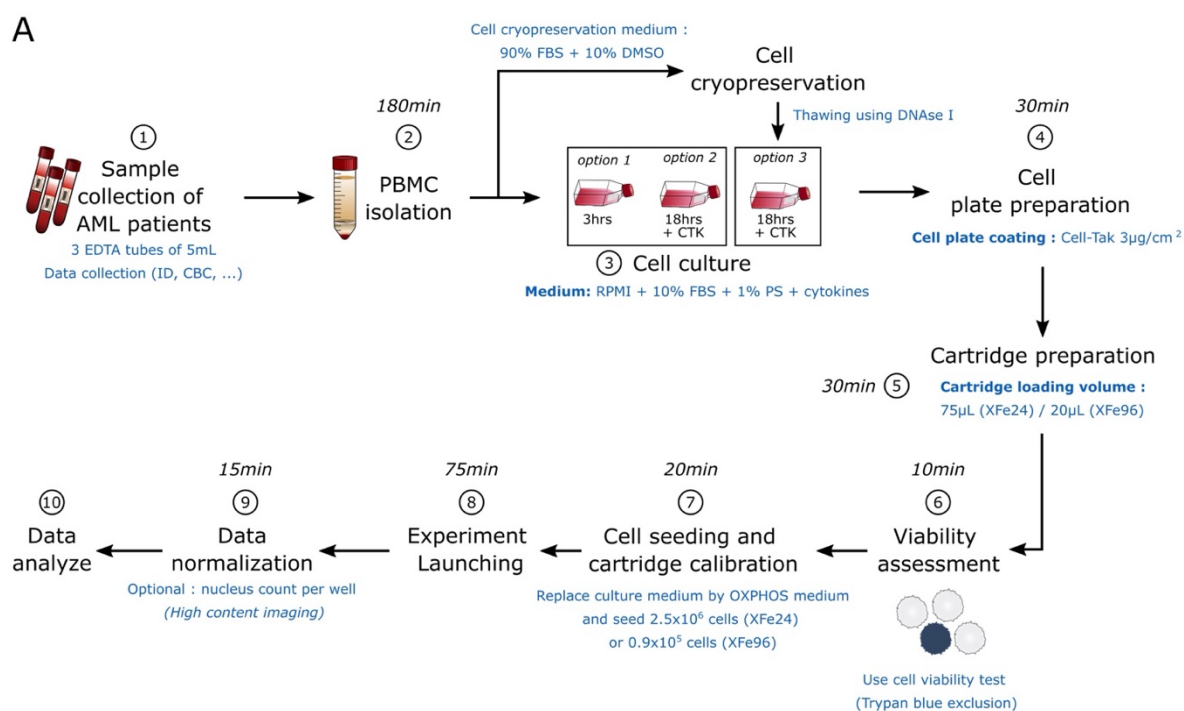 A
①
Sample
collection of
AML patients
3 EDTA tubes of 5mL
Data collection (ID, CBC, ...)
180min
②
PBMC
isolation
Cell cryopreservation medium :
90% FBS + 10% DMSO
Cell
cryopreservation
Thawing using DNAse I
option 1
3hrs
option 2
18hrs
+ CTK
option 3
18hrs
+ CTK
③ Cell culture
Medium: RPMI + 10% FBS + 1% PS + cytokines
30min
④
Cell
plate preparation
Cell plate coating : Cell-Tak 3µg/cm²
Cartridge preparation
30min ⑤
Cartridge loading volume :
75µL (XFe24) / 20µL (XFe96)
10min
⑥
Viability
assessment
Use cell viability test
(Trypan blue exclusion)
20min
⑦
Cell seeding and
cartridge calibration
Replace culture medium by OXPHOS medium
and seed 2.5x10⁶ cells (XFe24)
or 0.9x10⁵ cells (XFe96)
75min
⑧
Experiment
Launching
15min
⑨
Data
normalization
Optional : nucleus count per well
(High content imaging)
⑩
Data
analyze